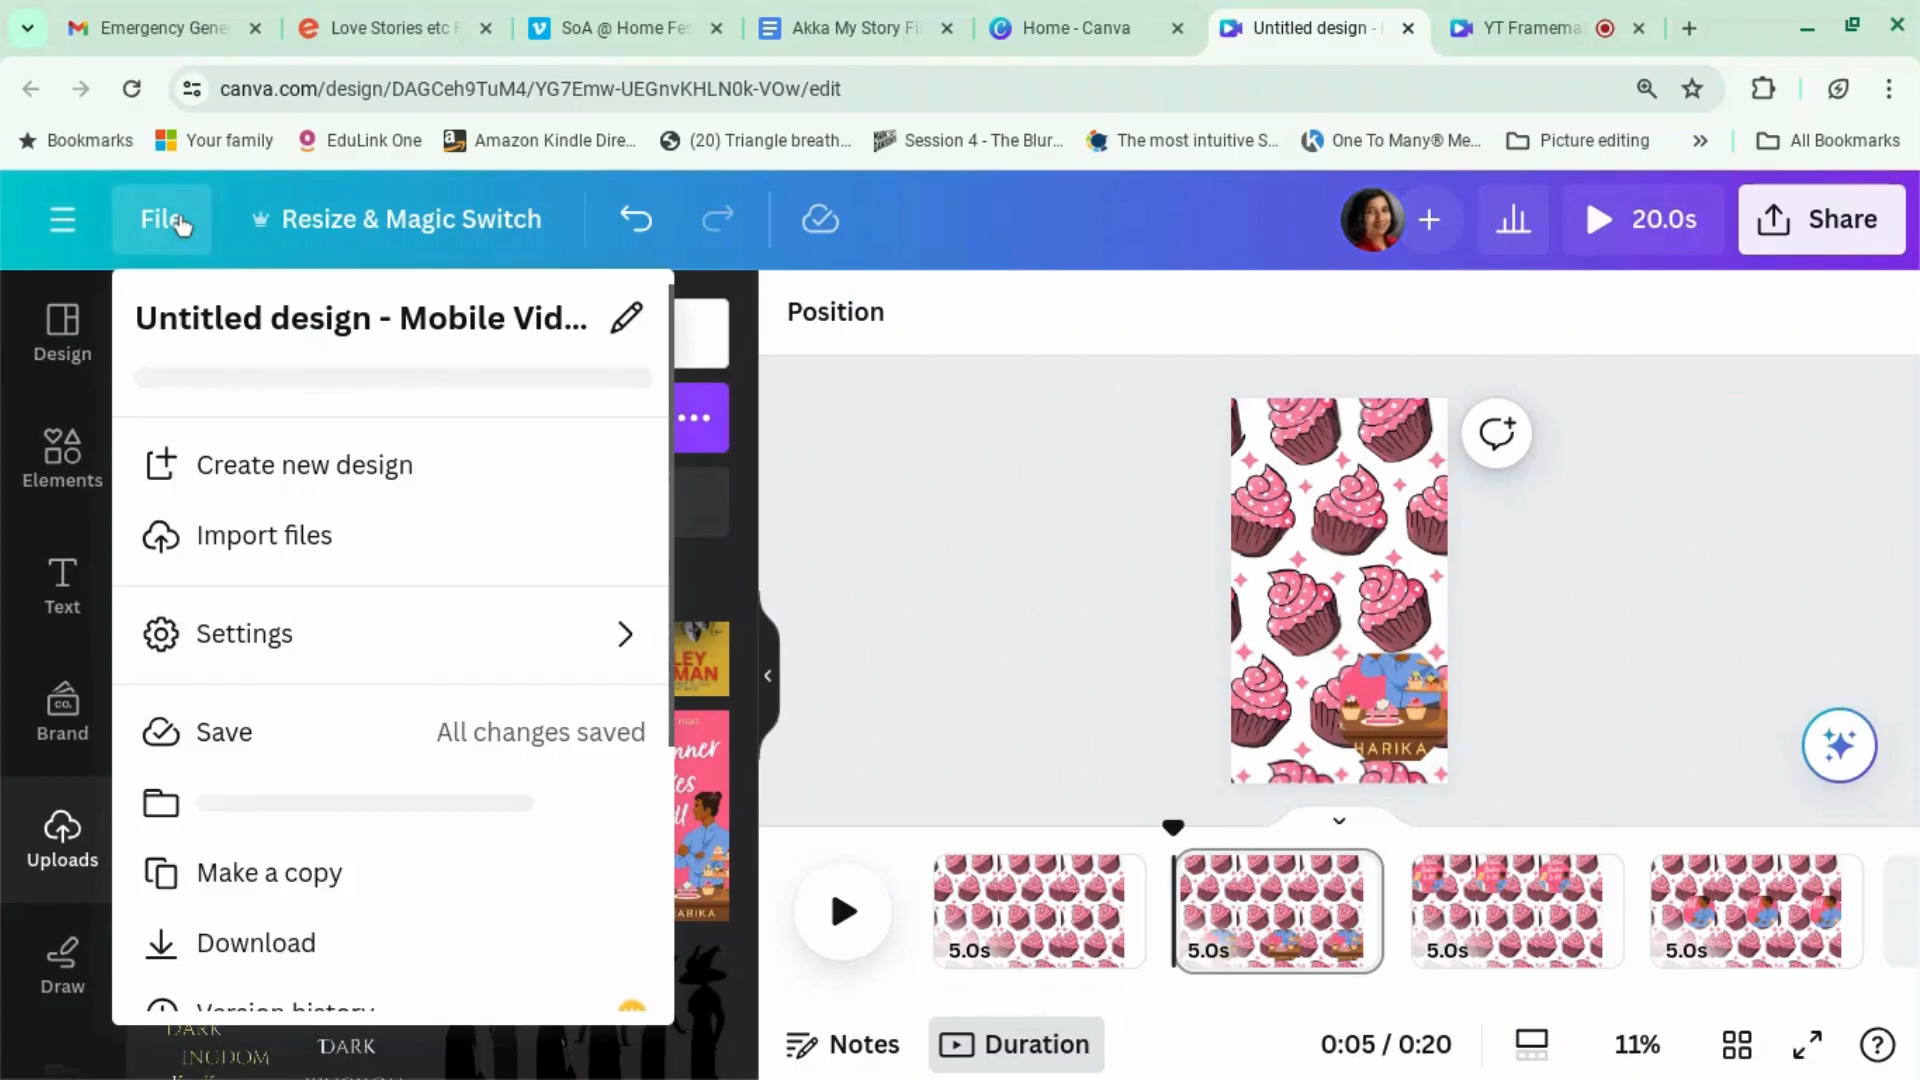 Emergency Gene
Love Stories etc F
SoA @ Home Fes
Akka My Story Fi
Home - Canva
Untitled design -
YT Framema
canva.com/design/DAGCeh9TuM4/YG7Emw-UEGnvKHLN0k-VOw/edit
Bookmarks
Your family
EduLink One
Amazon Kindle Dire...
(20) Triangle breath...
Session 4 - The Blur...
The most intuitive S...
One To Many® Me...
Picture editing
All Bookmarks
File
Resize & Magic Switch
20.0s
Share
Design
Elements
Text
Brand
Uploads
Draw
Untitled design - Mobile Vid...
Create new design
Import files
Settings
Save
All changes saved
Make a copy
Download
Version history
DARK
INGDOM
DARK
Position
HARIKA
5.0s
5.0s
5.0s
5.0s
Notes
Duration
0:05 / 0:20
11%